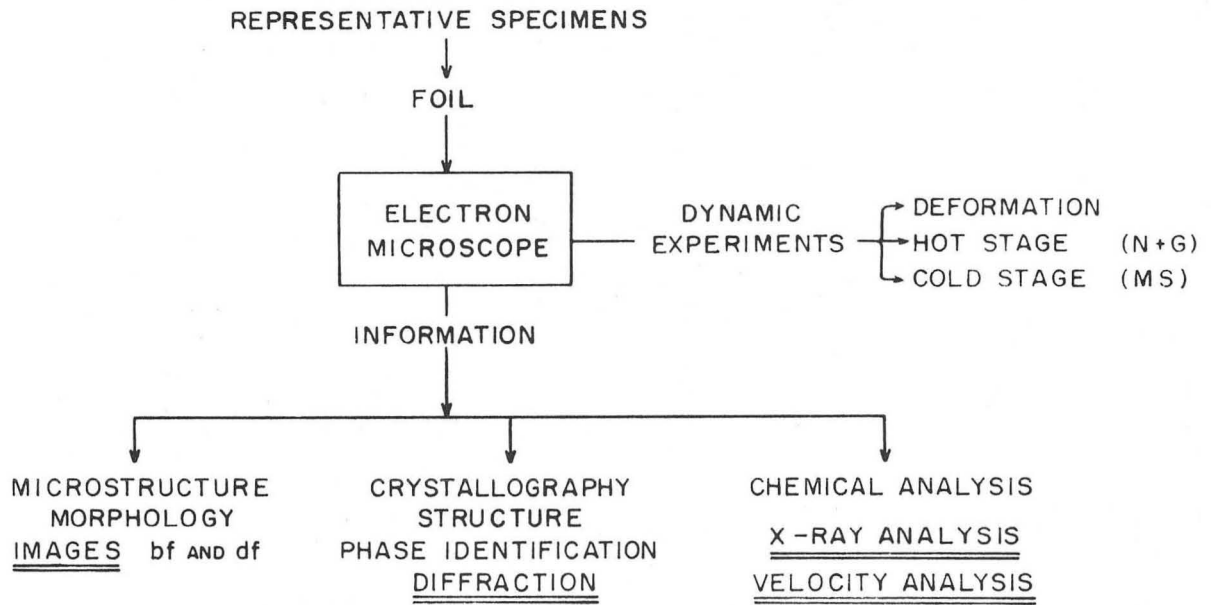 REPRESENTATIVE SPECIMENS
FOIL
ELECTRON
MICROSCOPE
DYNAMIC
EXPERIMENTS
DEFORMATION
HOT STAGE (N+G)
COLD STAGE (MS)
INFORMATION
MICROSTRUCTURE
MORPHOLOGY
IMAGES bf AND df
CRYSTALLOGRAPHY
STRUCTURE
PHASE IDENTIFICATION
DIFFRACTION
CHEMICAL ANALYSIS
X-RAY ANALYSIS
VELOCITY ANALYSIS